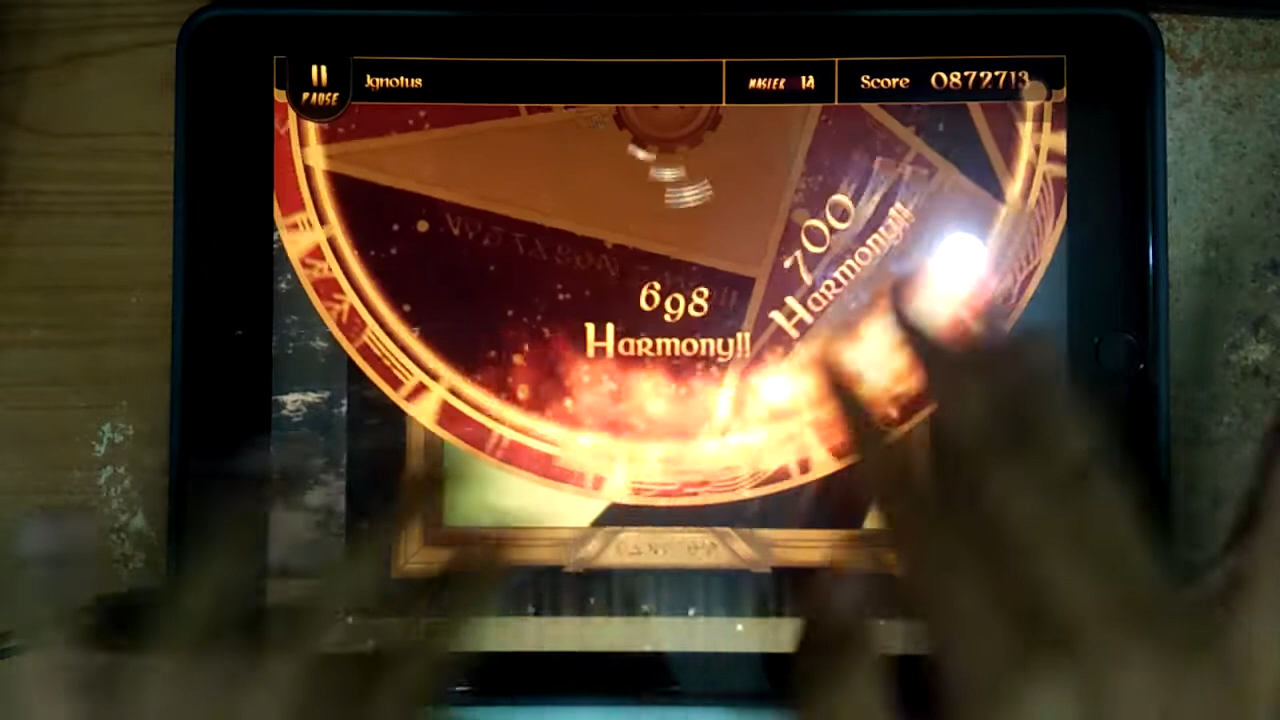 PAUSE
Ignotus
MASTER 14
Score 0872713
700
Harmony!!
698
Harmony!!